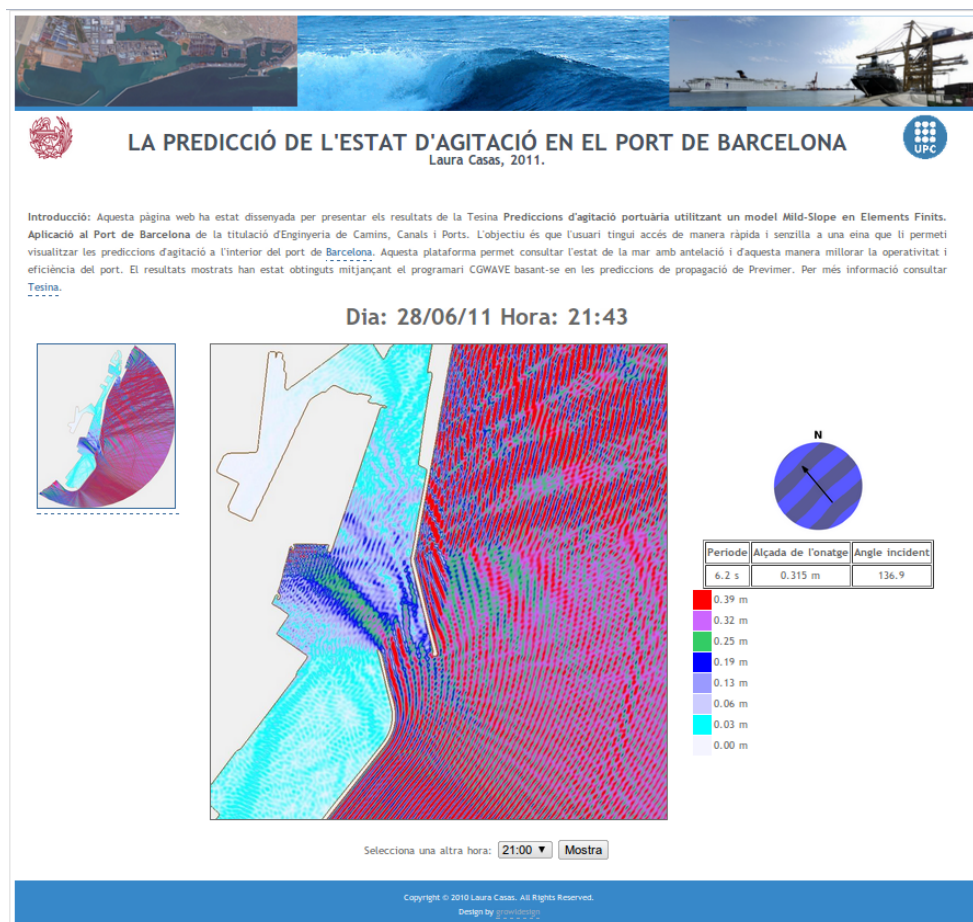 UPC
LA PREDICCIÓ DE L'ESTAT D'AGITACIÓ EN EL PORT DE BARCELONA
Laura Casas, 2011.
Introducció: Aquesta pàgina web ha estat dissenyada per presentar els resultats de la Tesina Prediccions d'agitació portuària utilitzant un model Mild-Slope en Elements Finits.
Aplicació al Port de Barcelona de la titulació d'Enginyeria de Camins, Canals i Ports. L'objectiu és que l'usuari tingui accés de manera ràpida i senzilla a una eina que li permeti
visualitzar les prediccions d'agitació a l'interior del port de Barcelona. Aquesta plataforma permet consultar l'estat de la mar amb antelació i d'aquesta manera millorar la operativitat i
eficiència del port. El resultats mostrats han estat obtinguts mitjançant el programari CGWAVE basant-se en les prediccions de propagació de Previmer. Per més informació consultar
Tesina.
Dia: 28/06/11 Hora: 21:43
N
Periode Alçada de l'onatge Angle incident
6.2 s 0.315 m 136.9
0.39 m
0.32 m
0.25 m
0.19 m
0.13 m
0.06 m
0.03 m
0.00 m
Selecciona una altra hora: 21:00 Mostra
Copyright © 2010 Laura Casas. All Rights Reserved.
Design by growldesign